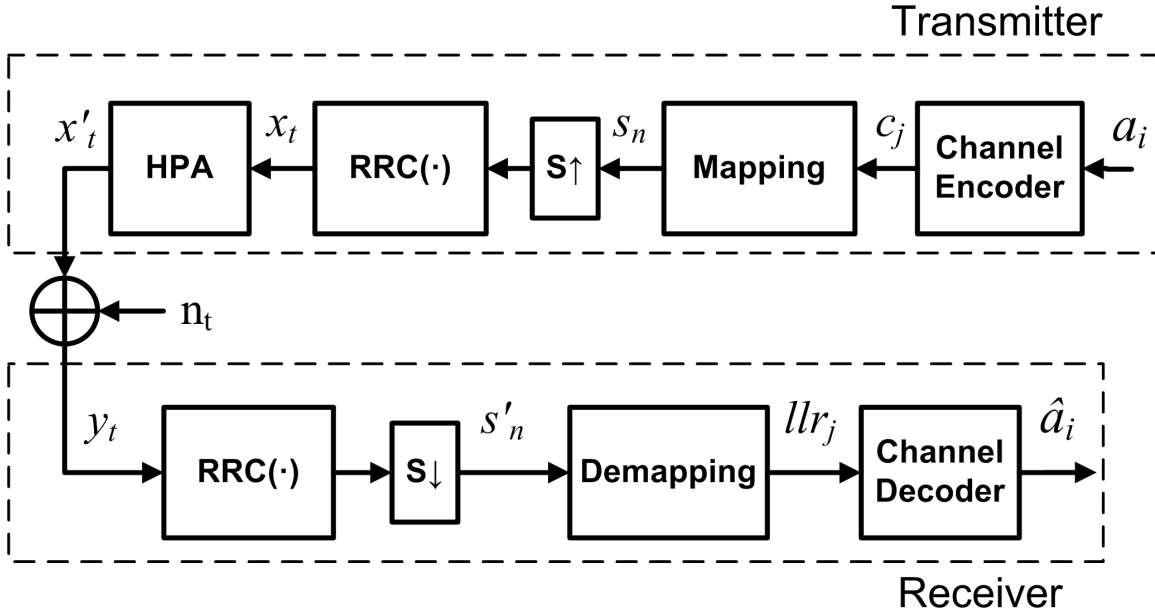 Transmitter
x'ₜ
HPA
xₜ
RRC(·)
S↑
sₙ
Mapping
cⱼ
Channel
Encoder
aᵢ
nₜ
yₜ
RRC(·)
S↓
s'ₙ
Demapping
llrⱼ
Channel
Decoder
âᵢ
Receiver